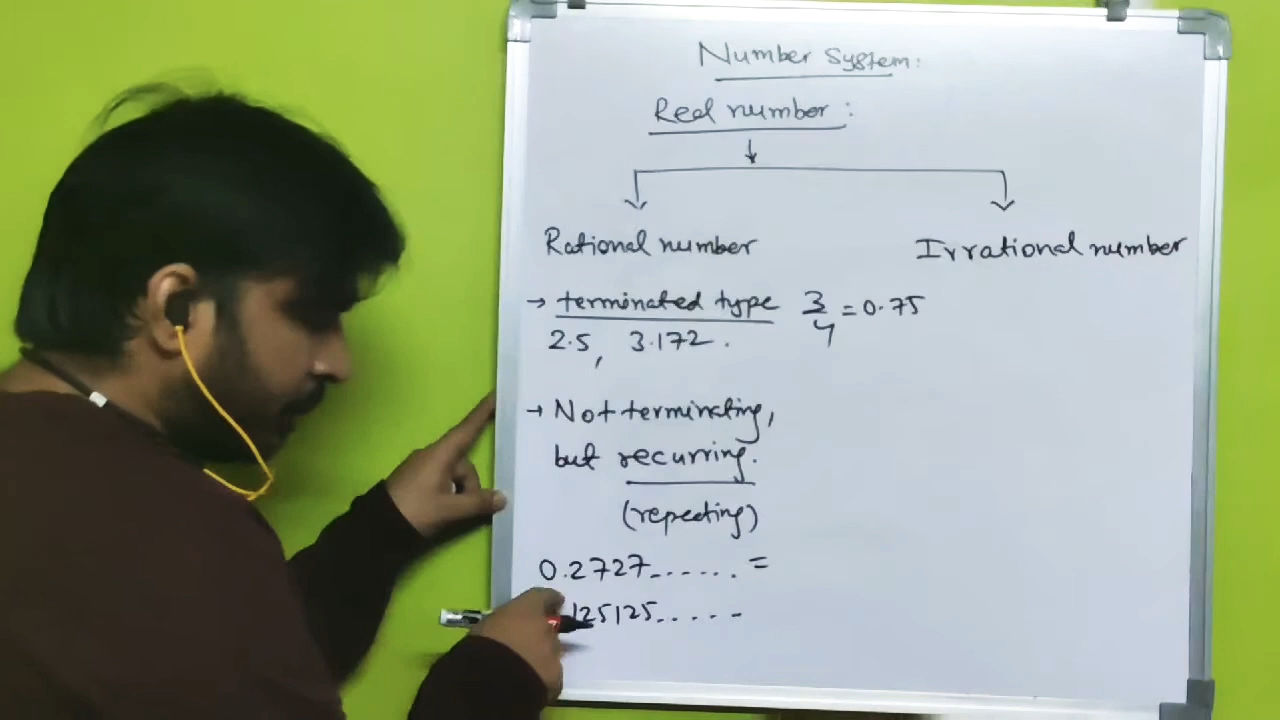 Number System:
Real number:
Rational number
Irrational number
→ terminated type 3/4 = 0.75
2.5, 3.172.
→ Not terminating,
but recurring.
(repeating)
0.2727...... =
125125.....